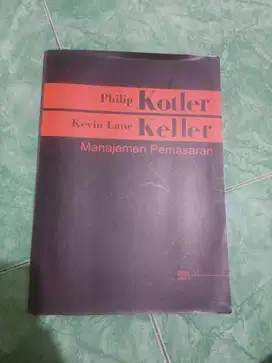 Philip Kotler
Kevin Lane Keller
Manajemen Pemasaran